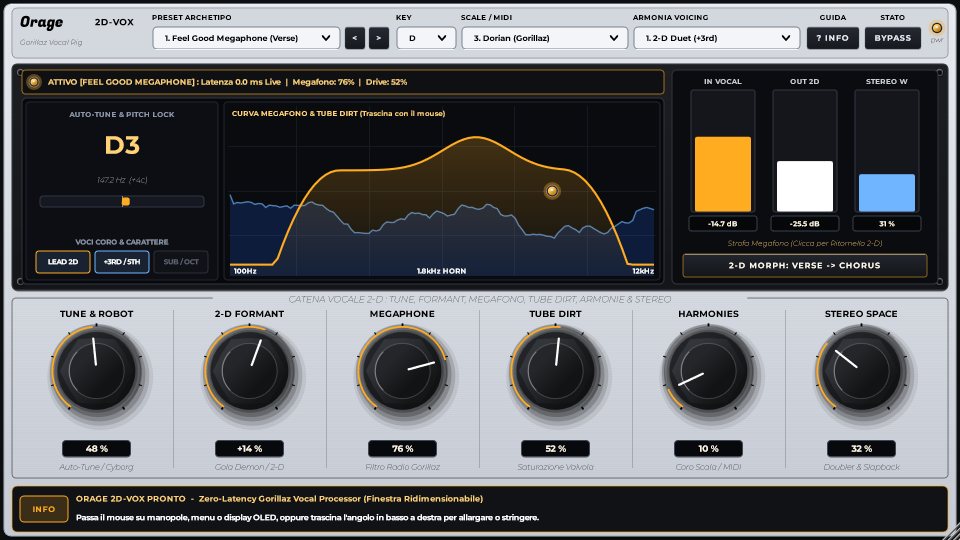 Orage
2D-VOX
Gorillaz Vocal Rig
PRESET ARCHETIPO
1. Feel Good Megaphone (Verse)
<
>
KEY
D
SCALE / MIDI
3. Dorian (Gorillaz)
ARMONIA VOICING
1. 2-D Duet (+3rd)
GUIDA
? INFO
STATO
BYPASS
DWF
ATTIVO [FEEL GOOD MEGAPHONE] : Latenza 0.0 ms Live | Megafono: 76% | Drive: 52%
AUTO-TUNE & PITCH LOCK
D3
147.2 Hz (+4c)
VOCI CORO & CARATTERE
LEAD 2D
+3RD / 5TH
SUB / OCT
CURVA MEGAFONO & TUBE DIRT (Trascina con il mouse)
100Hz
1.8kHz HORN
12kHz
IN VOCAL
OUT 2D
STEREO W
-14.7 dB
-25.5 dB
31 %
Strofa Megafono (Clicca per Ritornello 2-D)
2-D MORPH: VERSE -> CHORUS
CATENA VOCALE 2-D : TUNE, FORMANT, MEGAFONO, TUBE DIRT, ARMONIE & STEREO
TUNE & ROBOT
2-D FORMANT
MEGAPHONE
TUBE DIRT
HARMONIES
STEREO SPACE
48 %
+14 %
76 %
52 %
10 %
32 %
Auto-Tune / Cyborg
Gola Demon / 2-D
Filtro Radio Gorillaz
Saturazione Valvola
Coro Scala / MIDI
Doubler & Slapback
INFO
ORAGE 2D-VOX PRONTO - Zero-Latency Gorillaz Vocal Processor (Finestra Ridimensionabile)
Passa il mouse su manopole, menu o display OLED, oppure trascina l'angolo in basso a destra per allargare o stringere.